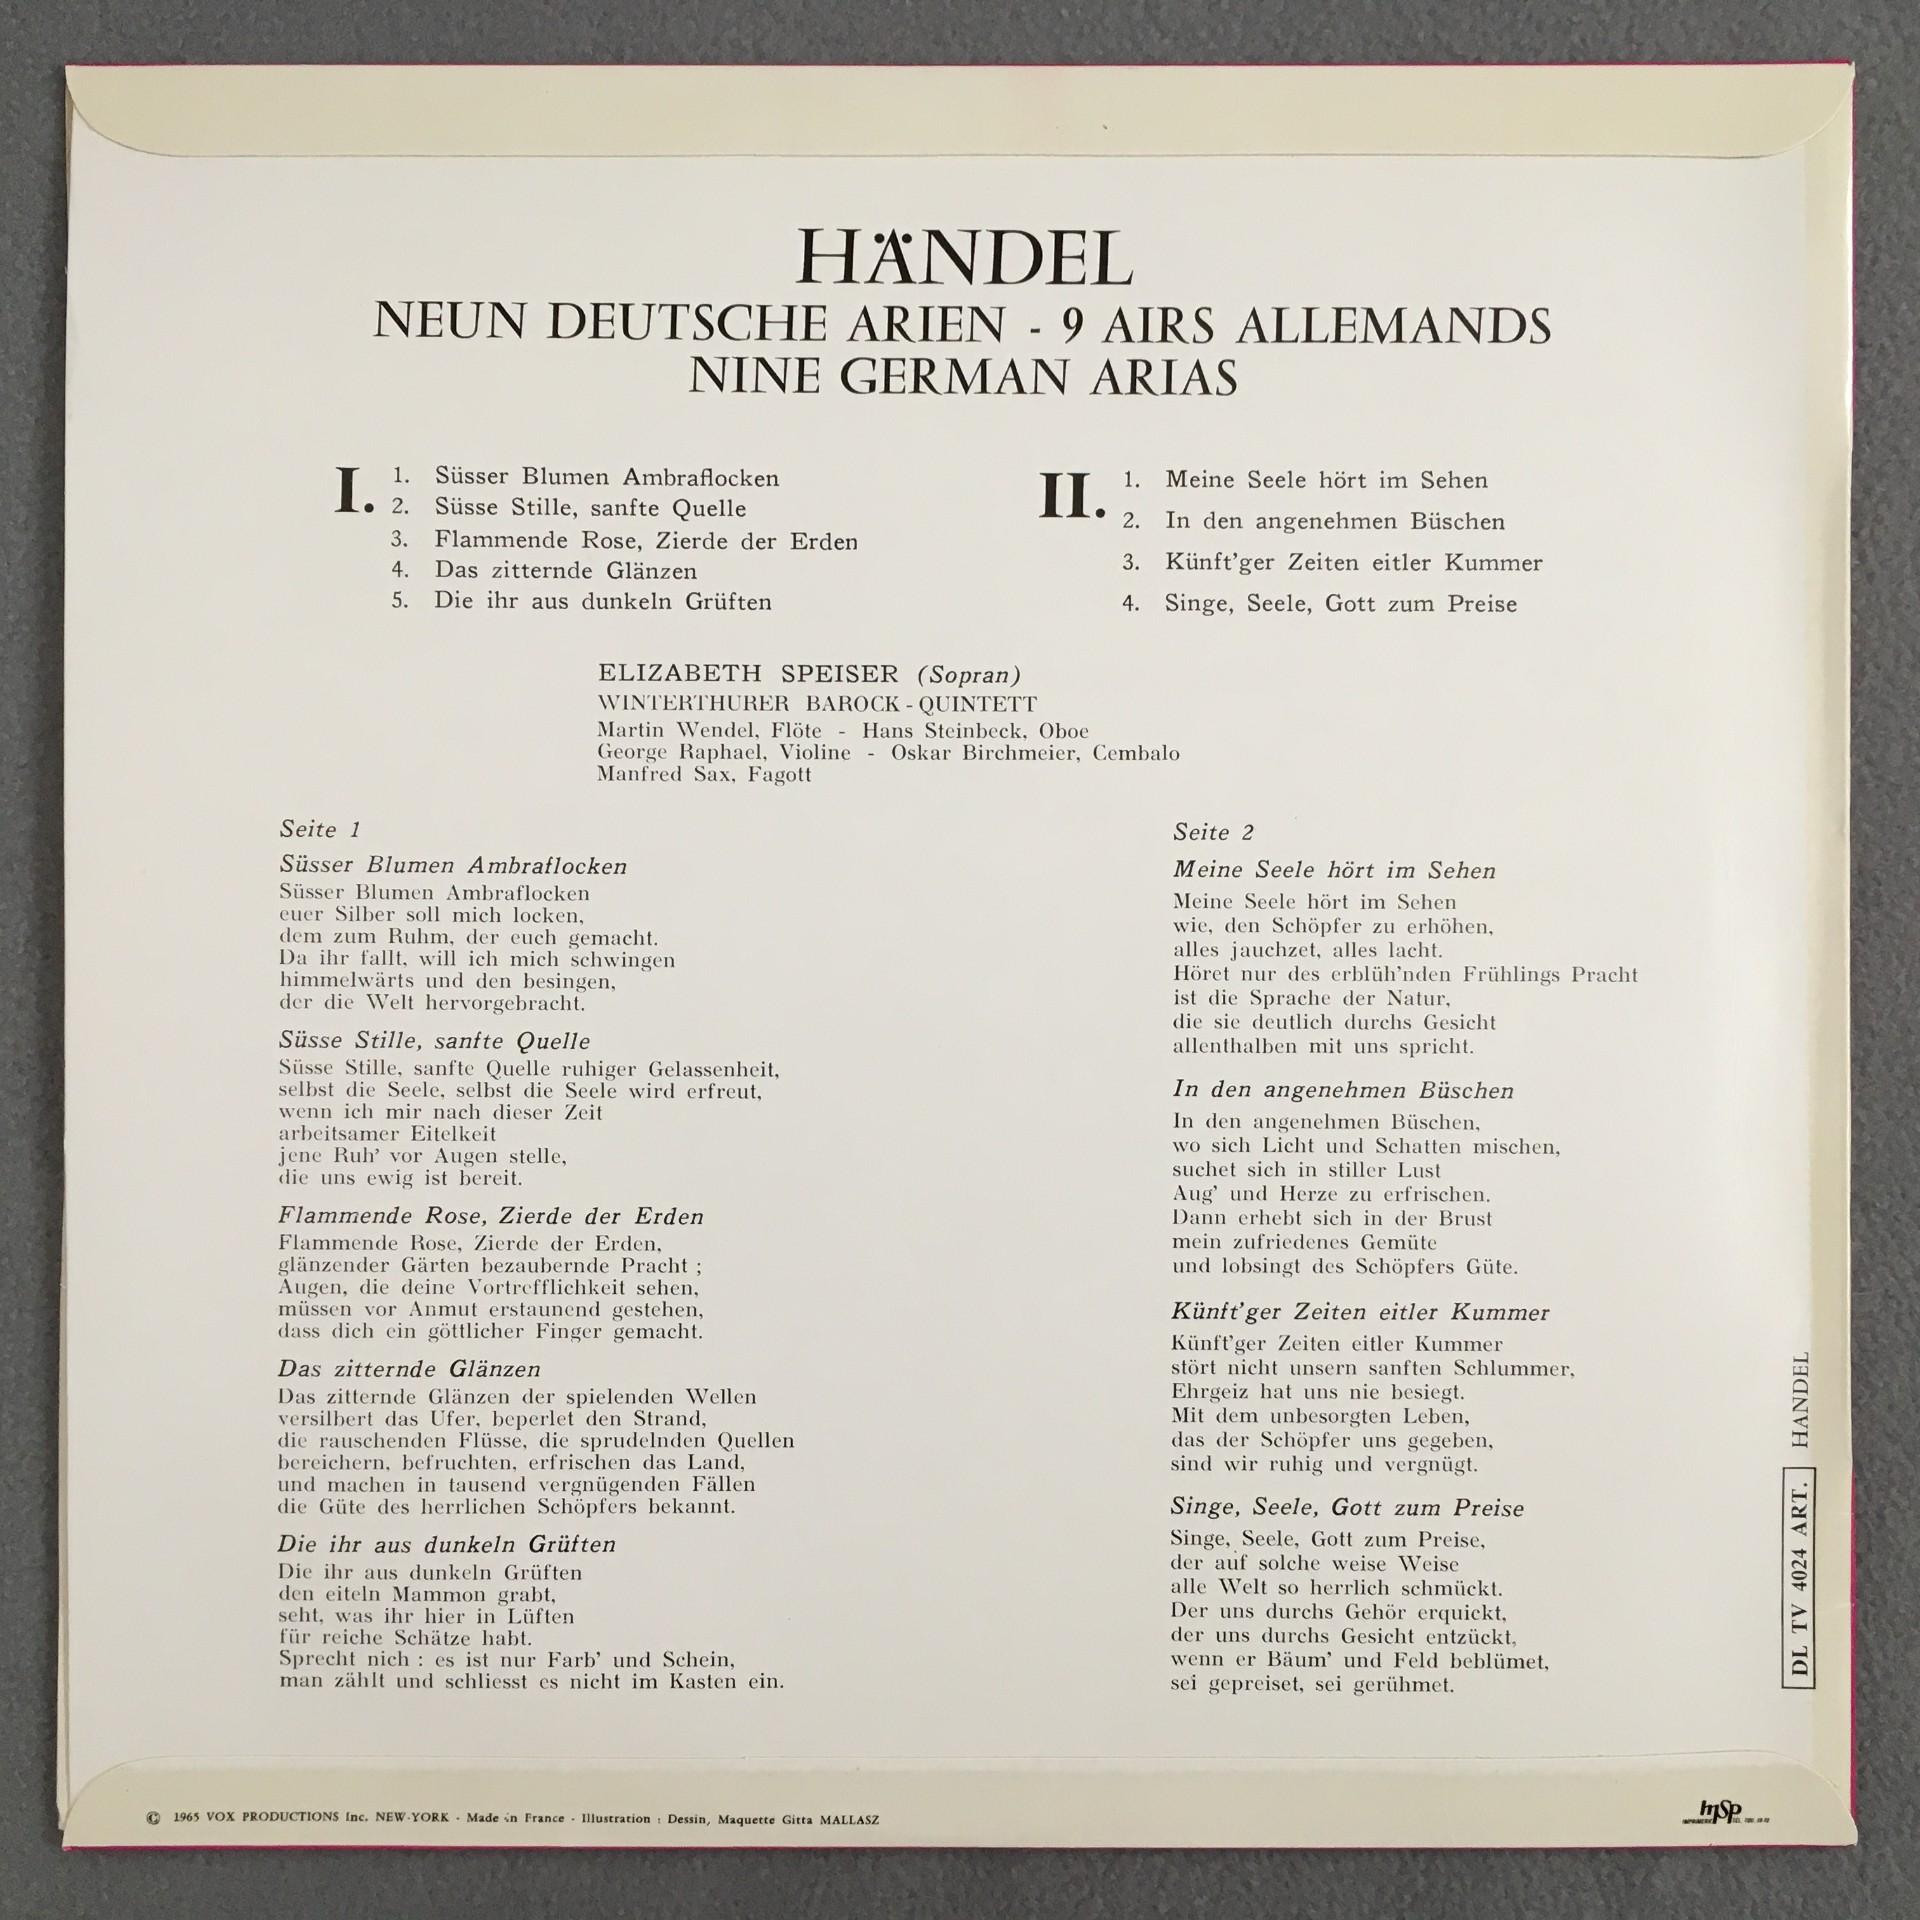 HÄNDEL
NEUN DEUTSCHE ARIEN - 9 AIRS ALLEMANDS
NINE GERMAN ARIAS
I.
1. Süsser Blumen Ambraflocken
2. Süsse Stille, sanfte Quelle
3. Flammende Rose, Zierde der Erden
4. Das zitternde Glänzen
5. Die ihr aus dunkeln Grüften
II.
1. Meine Seele hört im Sehen
2. In den angenehmen Büschen
3. Künft'ger Zeiten eitler Kummer
4. Singe, Seele, Gott zum Preise
ELIZABETH SPEISER (Sopran)
WINTERTHURER BAROCK-QUINTETT
Martin Wendel, Flöte - Hans Steinbeck, Oboe
George Raphael, Violine - Oskar Birchmeier, Cembalo
Manfred Sax, Fagott
Seite 1
Süsser Blumen Ambraflocken
Süsser Blumen Ambraflocken
euer Silber soll mich locken,
dem zum Ruhm, der euch gemacht.
Da ihr fallt, will ich mich schwingen
himmelwärts und den besingen,
der die Welt hervorgebracht.
Süsse Stille, sanfte Quelle
Süsse Stille, sanfte Quelle ruhiger Gelassenheit,
selbst die Seele, selbst die Seele wird erfreut,
wenn ich mir nach dieser Zeit
arbeitsamer Eitelkeit
jene Ruh' vor Augen stelle,
die uns ewig ist bereit.
Flammende Rose, Zierde der Erden
Flammende Rose, Zierde der Erden,
glänzender Gärten bezaubernde Pracht ;
Augen, die deine Vortrefflichkeit sehen,
müssen vor Anmut erstaunend gestehen,
dass dich ein göttlicher Finger gemacht.
Das zitternde Glänzen
Das zitternde Glänzen der spielenden Wellen
versilbert das Ufer, beperlet den Strand,
die rauschenden Flüsse, die sprudelnden Quellen
bereichern, befruchten, erfrischen das Land,
und machen in tausend vergnügenden Fällen
die Güte des herrlichen Schöpfers bekannt.
Die ihr aus dunkeln Grüften
Die ihr aus dunkeln Grüften
den eiteln Mammon grabt,
seht, was ihr hier in Lüften
für reiche Schätze habt.
Sprecht nich : es ist nur Farb' und Schein,
man zählt und schliesst es nicht im Kasten ein.
Seite 2
Meine Seele hört im Sehen
Meine Seele hört im Sehen
wie, den Schöpfer zu erhöhen,
alles jauchzet, alles lacht.
Höret nur des erblüh'nden Frühlings Pracht
ist die Sprache der Natur,
die sie deutlich durchs Gesicht
allenthalben mit uns spricht.
In den angenehmen Büschen
In den angenehmen Büschen,
wo sich Licht und Schatten mischen,
suchet sich in stiller Lust
Aug' und Herze zu erfrischen.
Dann erhebt sich in der Brust
mein zufriedenes Gemüte
und lobsingt des Schöpfers Güte.
Künft'ger Zeiten eitler Kummer
Künft'ger Zeiten eitler Kummer
stört nicht unsern sanften Schlummer,
Ehrgeiz hat uns nie besiegt.
Mit dem unbesorgten Leben,
das der Schöpfer uns gegeben,
sind wir ruhig und vergnügt.
Singe, Seele, Gott zum Preise
Singe, Seele, Gott zum Preise,
der auf solche weise Weise
alle Welt so herrlich schmückt.
Der uns durchs Gehör erquickt,
der uns durchs Gesicht entzückt,
wenn er Bäum' und Feld beblümet,
sei gepreiset, sei gerühmet.
DL TV 4024 ART. HANDEL
© 1965 VOX PRODUCTIONS Inc. NEW-YORK - Made in France - Illustration : Dessin, Maquette Gitta MALLASZ